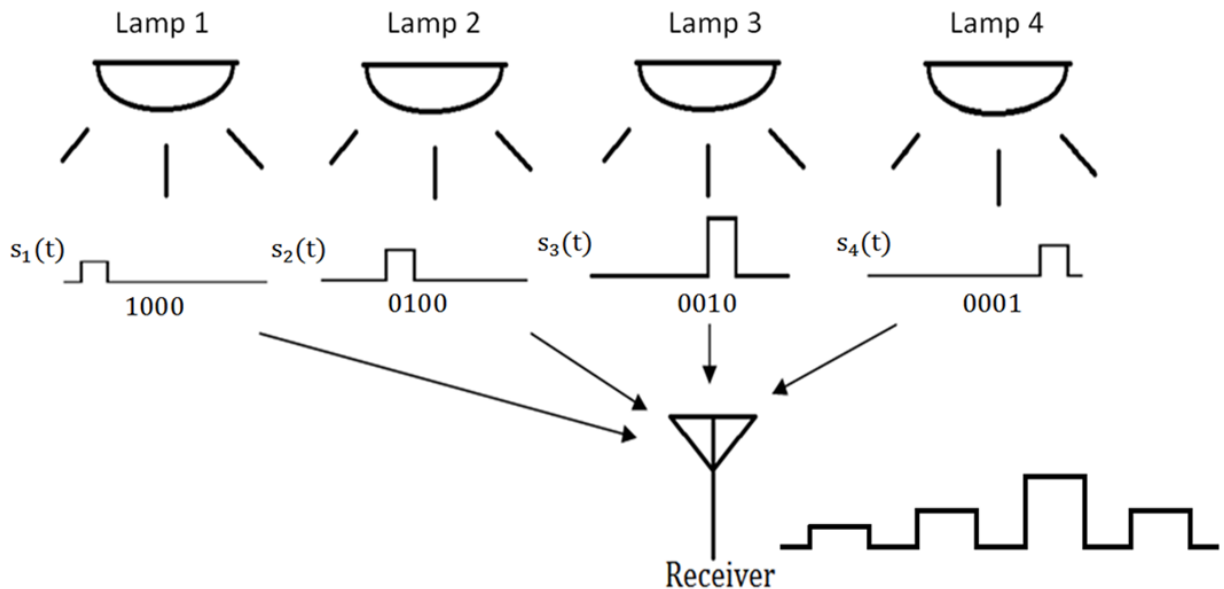 Lamp 1
Lamp 2
Lamp 3
Lamp 4
s₁(t)
s₂(t)
s₃(t)
s₄(t)
1000
0100
0010
0001
Receiver